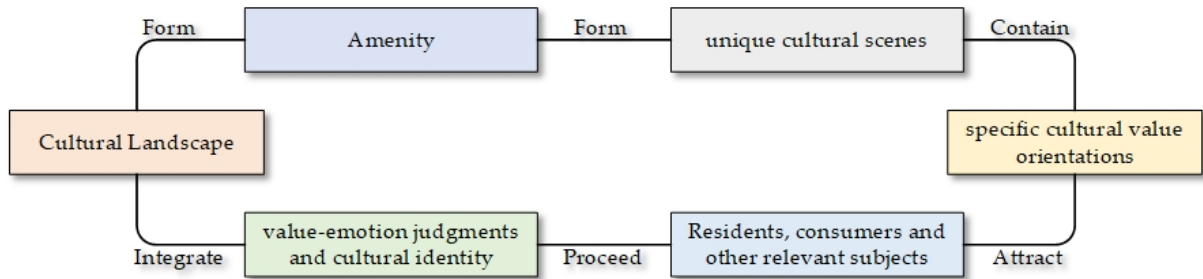 Form
Amenity
Form
unique cultural scenes
Contain
Cultural Landscape
specific cultural value
orientations
Integrate
value-emotion judgments
and cultural identity
Proceed
Residents, consumers and
other relevant subjects
Attract